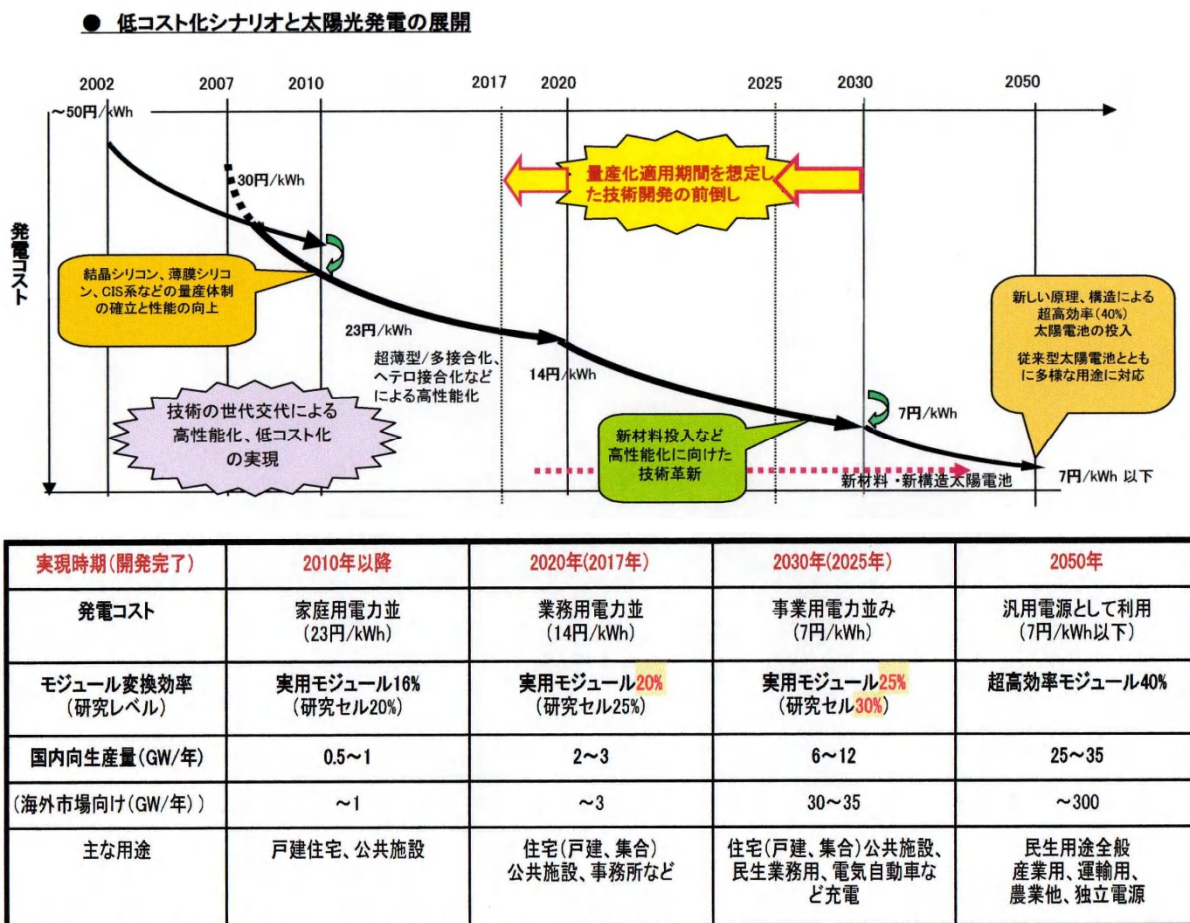 ● 低コスト化シナリオと太陽光発電の展開
2002 2007 2010 2017 2020 2025 2030 2050
～50円/kWh
発電コスト
30円/kWh
量産化適用期間を想定し
た技術開発の前倒し
結晶シリコン、薄膜シリコ
ン、CIS系などの量産体制
の確立と性能の向上
23円/kWh
超薄型/多接合化、
ヘテロ接合化など
による高性能化
14円/kWh
技術の世代交代による
高性能化、低コスト化
の実現
新材料投入など
高性能化に向けた
技術革新
7円/kWh
新しい原理、構造による
超高効率(40%)
太陽電池の投入
従来型太陽電池ととも
に多様な用途に対応
新材料・新構造太陽電池
7円/kWh 以下
実現時期(開発完了) 2010年以降 2020年(2017年) 2030年(2025年) 2050年
発電コスト 家庭用電力並 業務用電力並 事業用電力並み 汎用電源として利用
(23円/kWh) (14円/kWh) (7円/kWh) (7円/kWh以下)
モジュール変換効率 実用モジュール16% 実用モジュール20% 実用モジュール25% 超高効率モジュール40%
(研究レベル) (研究セル20%) (研究セル25%) (研究セル30%)
国内向生産量(GW/年) 0.5～1 2～3 6～12 25～35
(海外市場向け(GW/年)) ～1 ～3 30～35 ～300
主な用途 戸建住宅、公共施設 住宅(戸建、集合) 住宅(戸建、集合)公共施設、 民生用途全般
公共施設、事務所など 民生業務用、電気自動車な 産業用、運輸用、
ど充電 農業他、独立電源